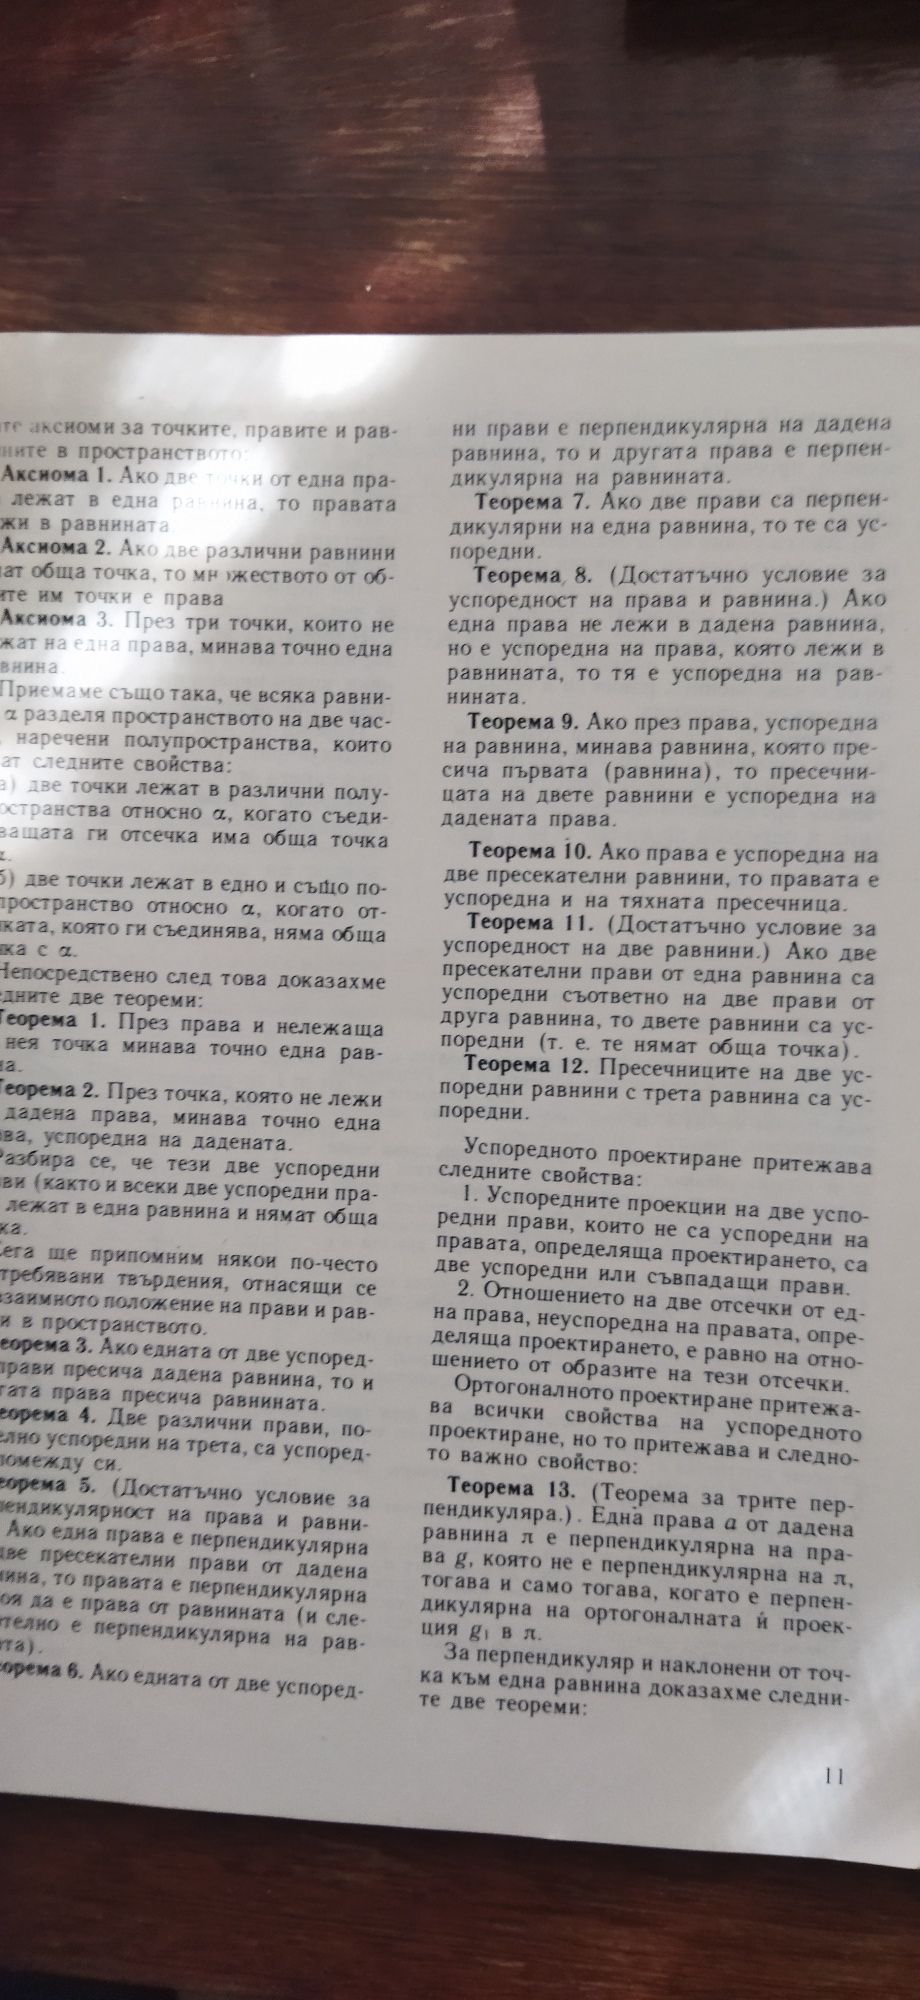 те аксиоми за точките, правите и рав-
ните в пространството:
Аксиома 1. Ако две точки от една пра-
лежат в една равнина, то правата
жи в равнината.
Аксиома 2. Ако две различни равнини
ат обща точка, то множеството от об-
ите им точки е права
Аксиома 3. През три точки, които не
жат на една права, минава точно една
внина.
Приемаме също така, че всяка равни-
α разделя пространството на две час-
, наречени полупространства, които
ат следните свойства:
а) две точки лежат в различни полу-
остранства относно α, когато съеди-
ващата ги отсечка има обща точка
α.
б) две точки лежат в едно и също по-
пространство относно α, когато от-
чката, която ги съединява, няма обща
чка с α.
Непосредствено след това доказахме
едните две теореми:
Теорема 1. През права и нележаща
нея точка минава точно една рав-
на.
Теорема 2. През точка, която не лежи
дадена права, минава точно една
ва, успоредна на дадената.
Разбира се, че тези две успоредни
ви (както и всеки две успоредни пра-
лежат в една равнина и нямат обща
ка.
Сега ще припомним някои по-често
требявани твърдения, отнасящи се
взаимното положение на прави и рав-
и в пространството.
еорема 3. Ако едната от две успоред-
прави пресича дадена равнина, то и
гата права пресича равнината.
еорема 4. Две различни прави, по-
елно успоредни на трета, са успоред-
помежду си.
еорема 5. (Достатъчно условие за
пендикулярност на права и равни-
Ако една права е перпендикулярна
две пресекателни прави от дадена
нина, то правата е перпендикулярна
оя да е права от равнината (и сле-
ателно е перпендикулярна на рав-
ата).
орема 6. Ако едната от две успоред-
ни прави е перпендикулярна на дадена
равнина, то и другата права е перпен-
дикулярна на равнината.
Теорема 7. Ако две прави са перпен-
дикулярни на една равнина, то те са ус-
поредни.
Теорема 8. (Достатъчно условие за
успоредност на права и равнина.) Ако
една права не лежи в дадена равнина,
но е успоредна на права, която лежи в
равнината, то тя е успоредна на рав-
нината.
Теорема 9. Ако през права, успоредна
на равнина, минава равнина, която пре-
сича първата (равнина), то пресечни-
цата на двете равнини е успоредна на
дадената права.
Теорема 10. Ако права е успоредна на
две пресекателни равнини, то правата е
успоредна и на тяхната пресечница.
Теорема 11. (Достатъчно условие за
успоредност на две равнини.) Ако две
пресекателни прави от една равнина са
успоредни съответно на две прави от
друга равнина, то двете равнини са ус-
поредни (т. е. те нямат обща точка).
Теорема 12. Пресечниците на две ус-
поредни равнини с трета равнина са ус-
поредни.
Успоредното проектиране притежава
следните свойства:
1. Успоредните проекции на две успо-
редни прави, които не са успоредни на
правата, определяща проектирането, са
две успоредни или съвпадащи прави.
2. Отношението на две отсечки от ед-
на права, неуспоредна на правата, опре-
деляща проектирането, е равно на отно-
шението от образите на тези отсечки.
Ортогоналното проектиране притежа-
ва всички свойства на успоредното
проектиране, но то притежава и следно-
то важно свойство:
Теорема 13. (Теорема за трите пер-
пендикуляра.). Една права a от дадена
равнина π е перпендикулярна на пра-
ва g, която не е перпендикулярна на π,
тогава и само тогава, когато е перпен-
дикулярна на ортогоналната ѝ проек-
ция g₁ в π.
За перпендикуляр и наклонени от точ-
ка към една равнина доказахме следни-
те две теореми:
11